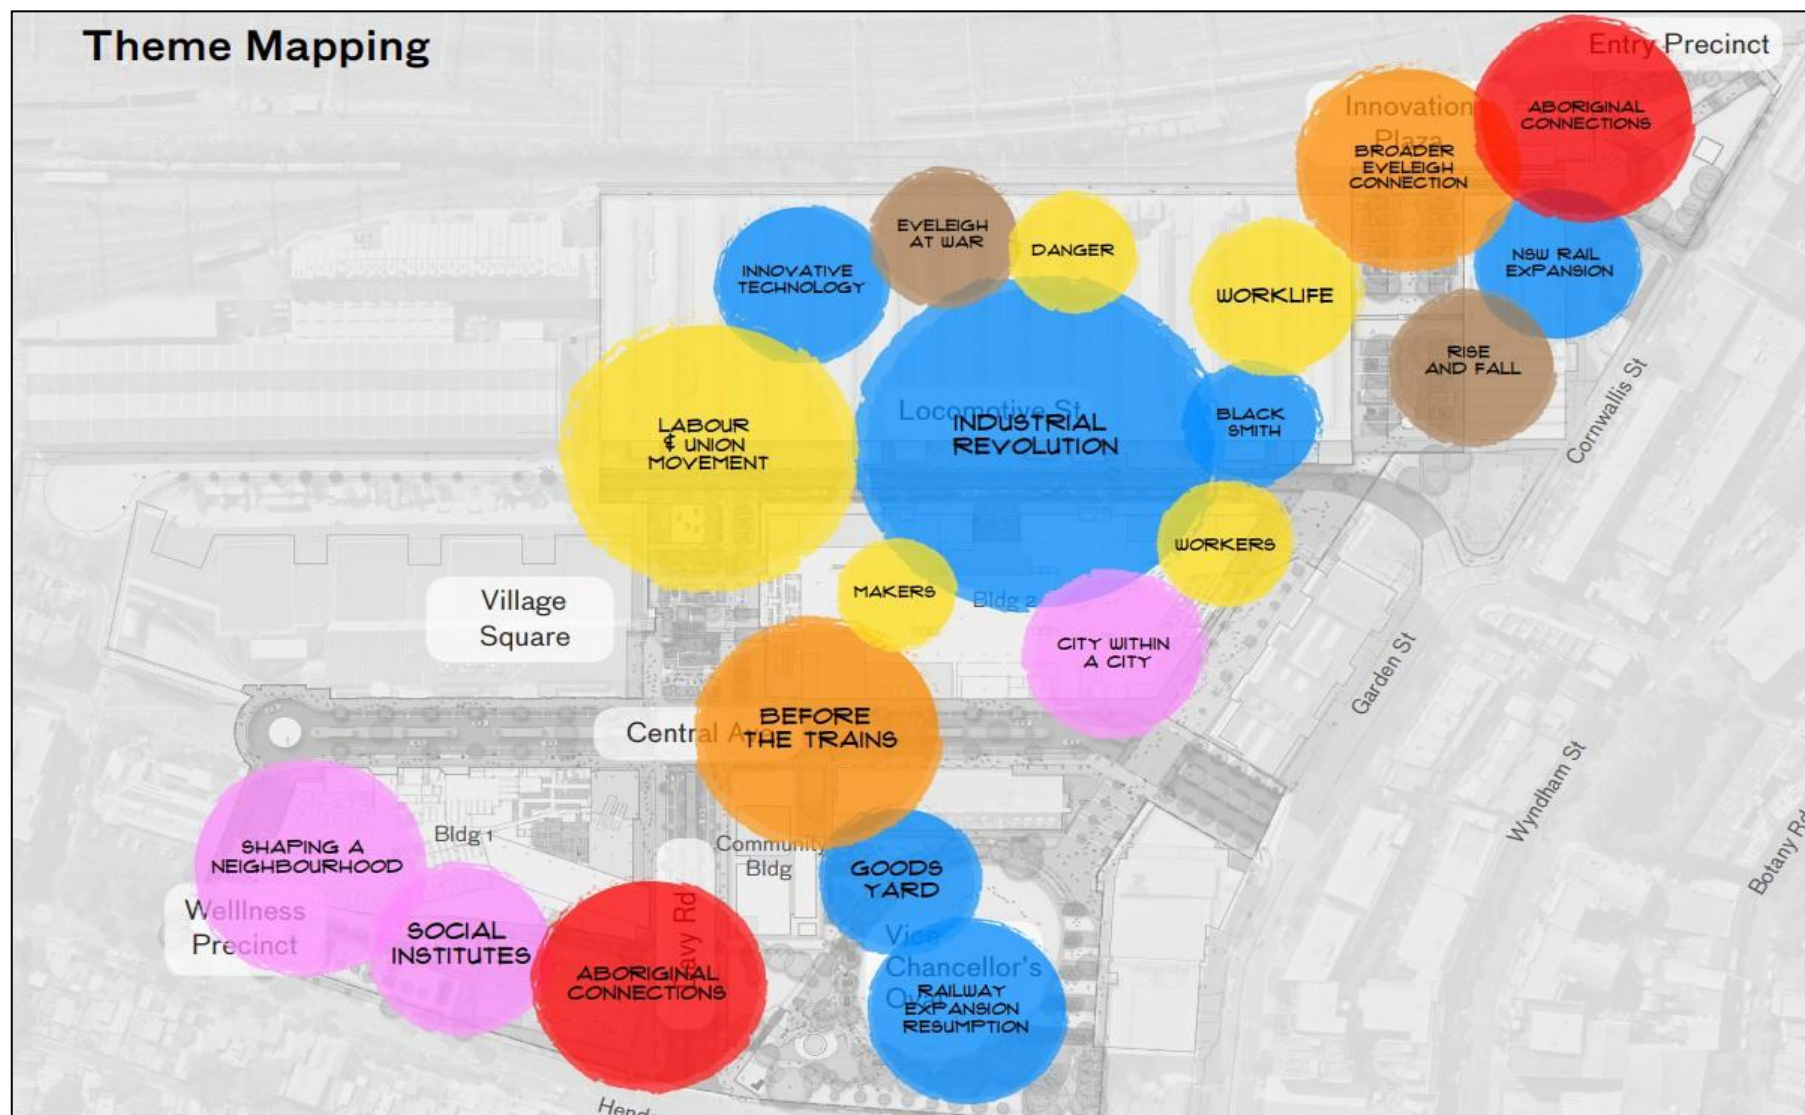 Theme Mapping
Entry Precinct
ABORIGINAL
CONNECTIONS
Innovation
Plaza
BROADER
EVELEIGH
CONNECTION
NSW RAIL
EXPANSION
RISE
AND FALL
EVELEIGH
AT WAR
DANGER
INNOVATIVE
TECHNOLOGY
WORKLIFE
LABOUR
& UNION
MOVEMENT
Locomotive St
INDUSTRIAL
REVOLUTION
BLACK
SMITH
Cornwallis St
WORKERS
MAKERS
Bldg 2
Village
Square
CITY WITHIN
A CITY
Garden St
Central Ave
BEFORE
THE TRAINS
Wyndham St
Botany Rd
SHAPING A
NEIGHBOURHOOD
Bldg 1
Community
Bldg
GOODS
YARD
Welllness
Precinct
SOCIAL
INSTITUTES
ABORIGINAL
CONNECTIONS
Vice
Chancellor's
Oval
RAILWAY
EXPANSION
RESUMPTION